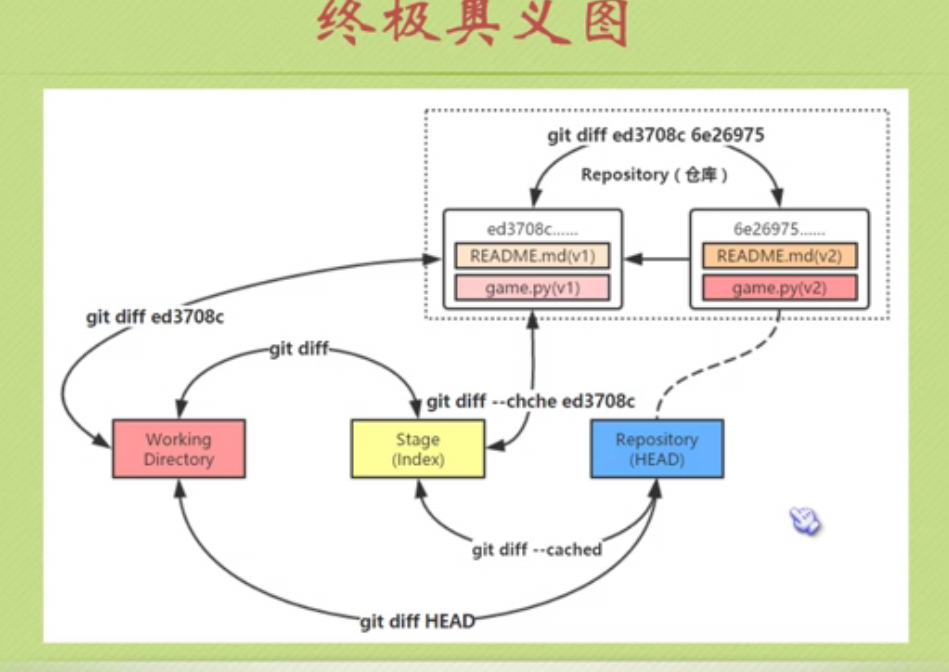 终极奥义图
git diff ed3708c 6e26975
Repository ( 仓库 )
ed3708c......
README.md(v1)
game.py(v1)
6e26975......
README.md(v2)
game.py(v2)
git diff ed3708c
git diff
git diff --chche ed3708c
Working
Directory
Stage
(Index)
Repository
(HEAD)
git diff --cached
git diff HEAD